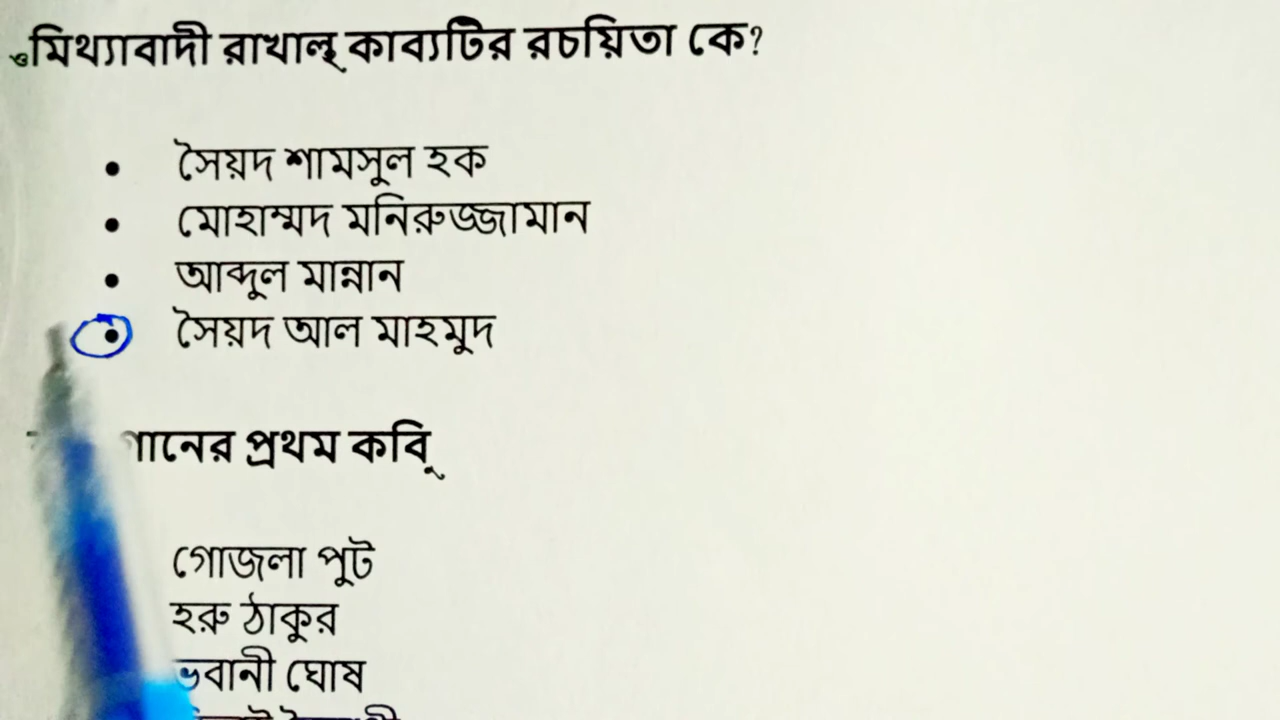 মিথ্যাবাদী রাখাল্ কাব্যটির রচয়িতা কে?
• সৈয়দ শামসুল হক
• মোহাম্মদ মনিরুজ্জামান
• আব্দুল মান্নান
• সৈয়দ আল মাহমুদ
প্রথম কবি
গোজলা পুট
হরু ঠাকুর
ভবানী ঘোষ